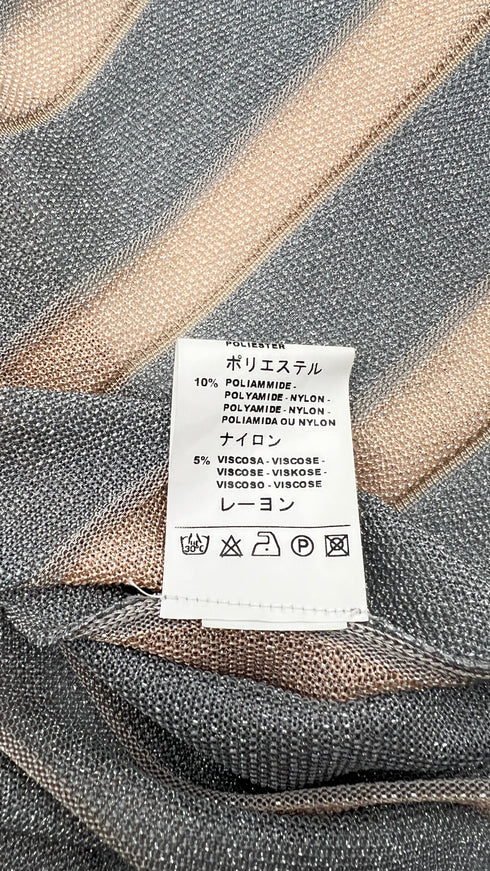 POLIESTER
ポリエステル
10% POLIAMMIDE -
POLYAMIDE - NYLON -
POLYAMIDE - NYLON -
POLIAMIDA OU NYLON
ナイロン
5% VISCOSA - VISCOSE -
VISCOSE - VISKOSE -
VISCOSO - VISCOSE
レーヨン
30°C P